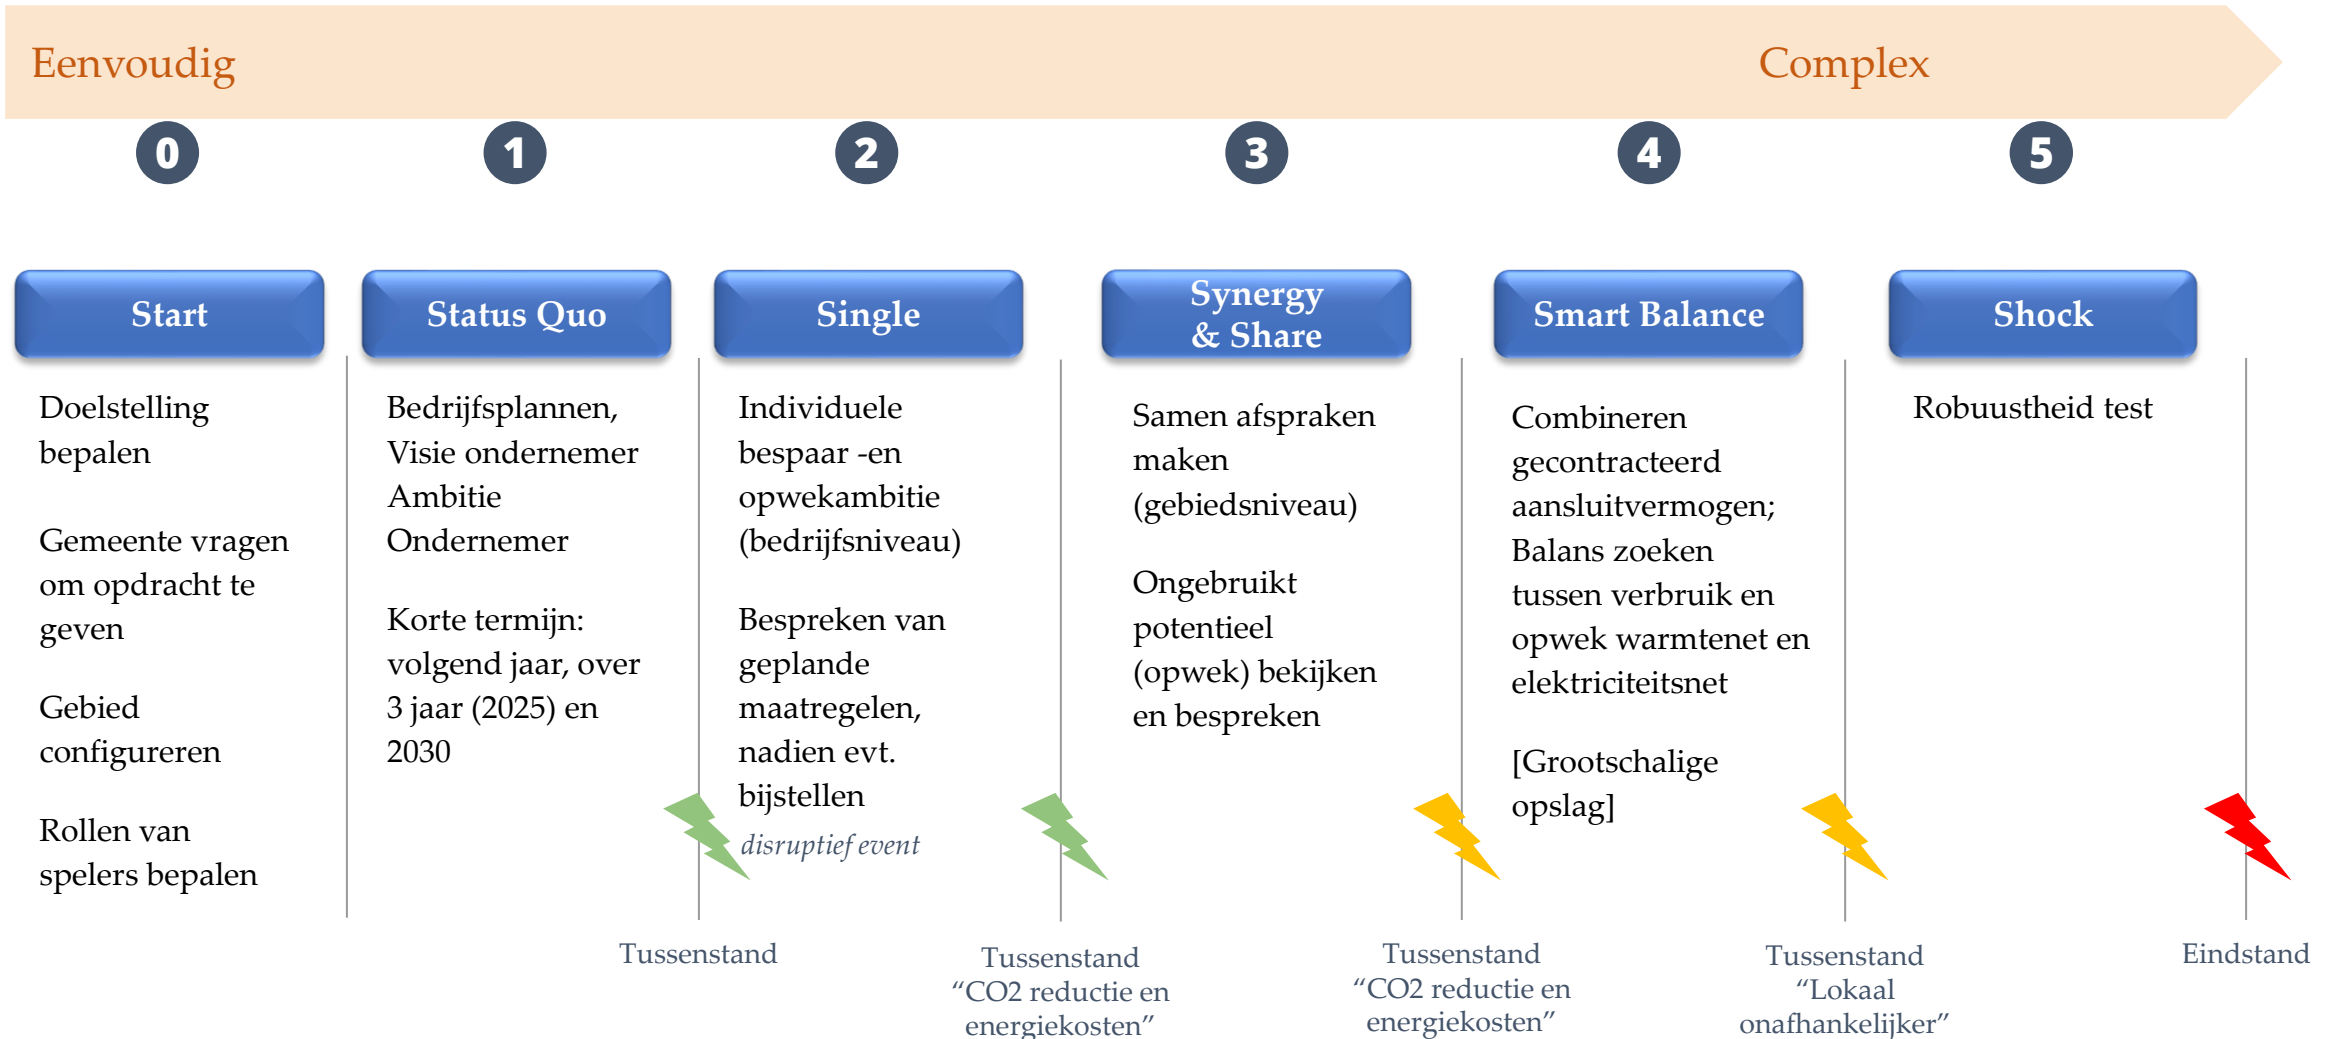 Eenvoudig
Complex
0
1
2
3
4
5
Start
Status Quo
Single
Synergy
& Share
Smart Balance
Shock
Doelstelling
bepalen
Gemeente vragen
om opdracht te
geven
Gebied
configureren
Rollen van
spelers bepalen
Bedrijfsplannen,
Visie ondernemer
Ambitie
Ondernemer
Korte termijn:
volgend jaar, over
3 jaar (2025) en
2030
Individuele
bespaar -en
opwekambitie
(bedrijfsniveau)
Bespreken van
geplande
maatregelen,
nadien evt.
bijstellen
disruptief event
Samen afspraken
maken
(gebiedsniveau)
Ongebruikt
potentieel
(opwek) bekijken
en bespreken
Combineren
gecontracteerd
aansluitvermogen;
Balans zoeken
tussen verbruik en
opwek warmtenet en
elektriciteitsnet
[Grootschalige
opslag]
Robuustheid test
Tussenstand
Tussenstand
“CO2 reductie en
energiekosten”
Tussenstand
“CO2 reductie en
energiekosten”
Tussenstand
“Lokaal
onafhankelijker”
Eindstand